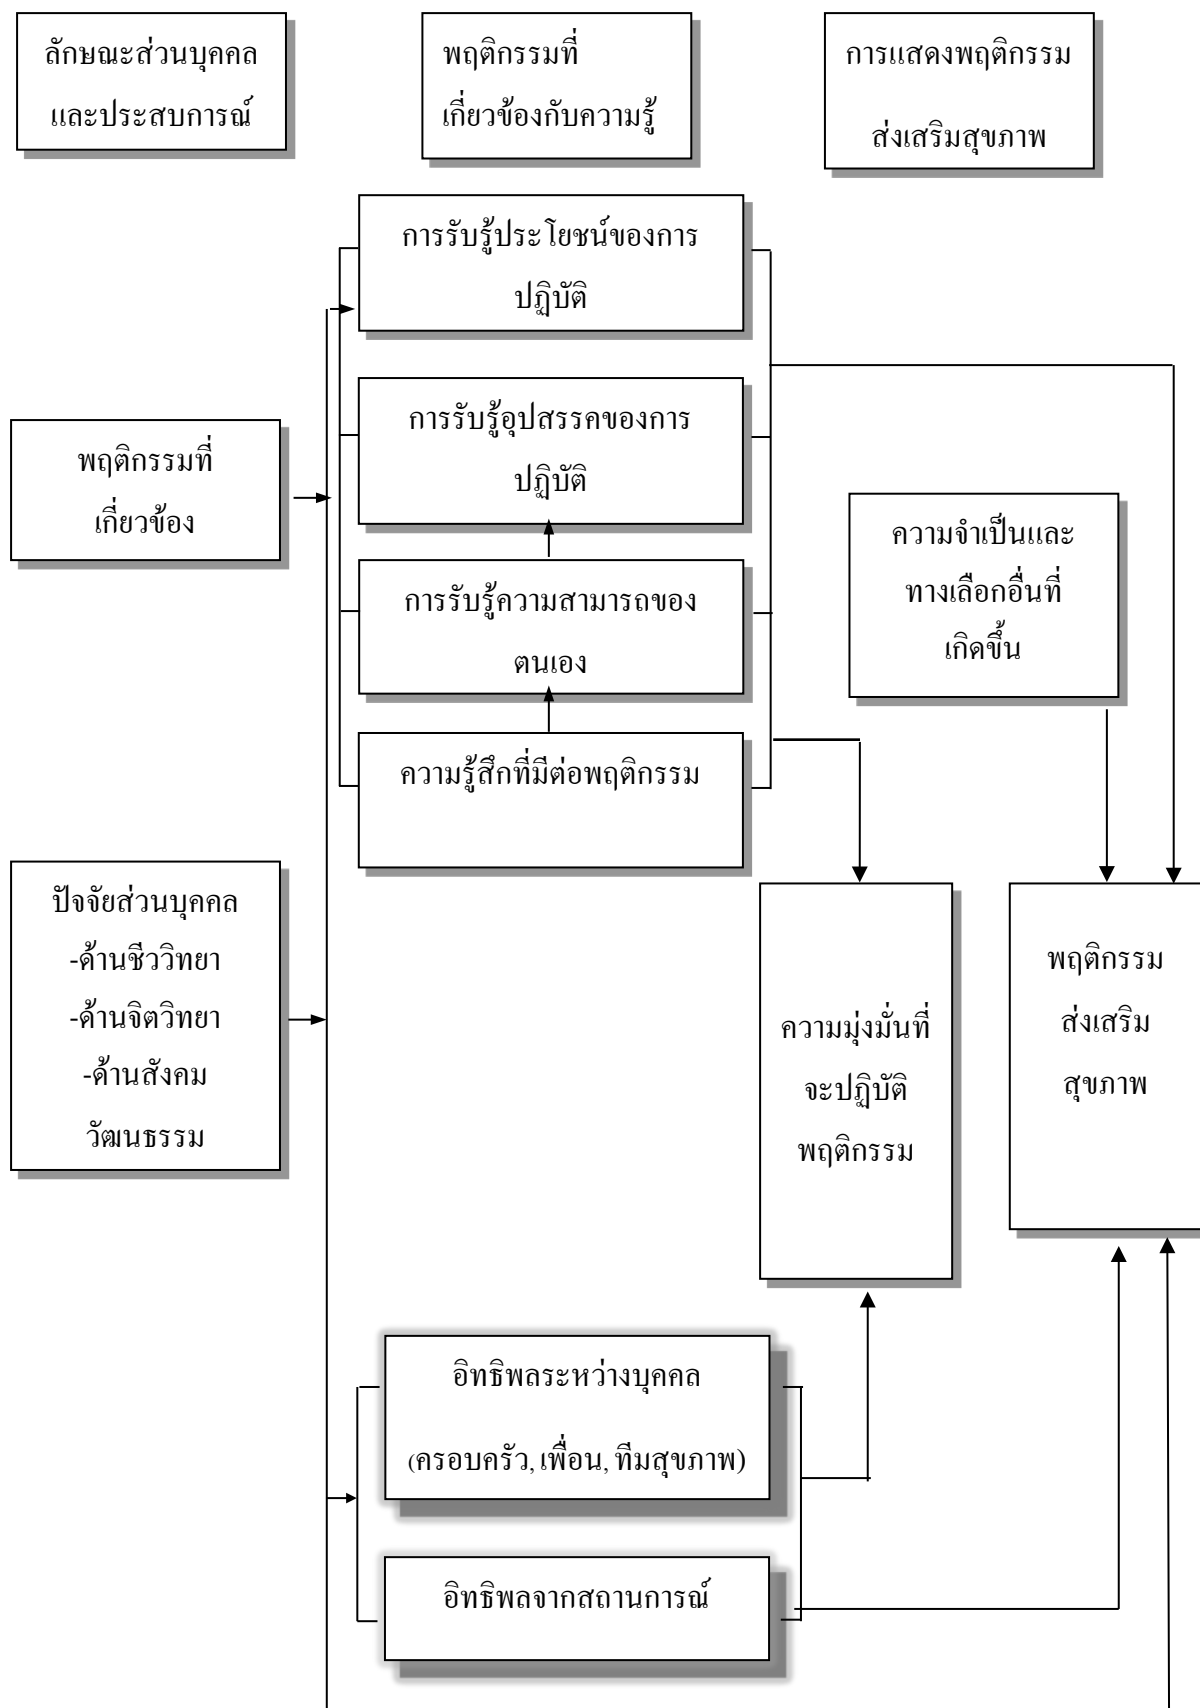 ลักษณะส่วนบุคคล
และประสบการณ์
พฤติกรรมที่
เกี่ยวข้องกับความรู้
การแสดงพฤติกรรม
ส่งเสริมสุขภาพ
การรับรู้ประโยชน์ของการ
ปฏิบัติ
การรับรู้อุปสรรคของการ
ปฏิบัติ
พฤติกรรมที่
เกี่ยวข้อง
ความจำเป็นและ
ทางเลือกอื่นที่
เกิดขึ้น
การรับรู้ความสามารถของ
ตนเอง
ความรู้สึกที่มีต่อพฤติกรรม
ปัจจัยส่วนบุคคล
-ด้านชีววิทยา
-ด้านจิตวิทยา
-ด้านสังคม
วัฒนธรรม
ความมุ่งมั่นที่
จะปฏิบัติ
พฤติกรรม
พฤติกรรม
ส่งเสริม
สุขภาพ
อิทธิพลระหว่างบุคคล
(ครอบครัว, เพื่อน, ทีมสุขภาพ)
อิทธิพลจากสถานการณ์